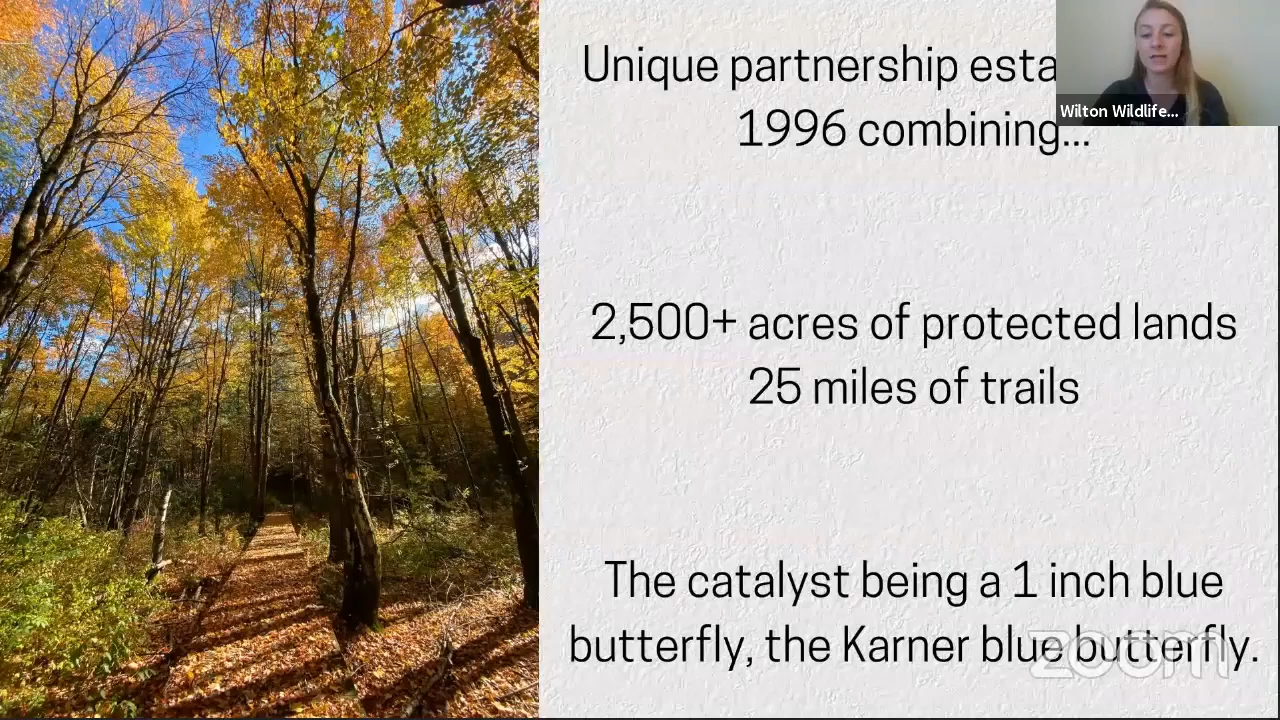 Unique partnership esta
1996 combining...
Wilton Wildlife...
2,500+ acres of protected lands
25 miles of trails
The catalyst being a 1 inch blue
butterfly, the Karner blue butterfly.
zoom